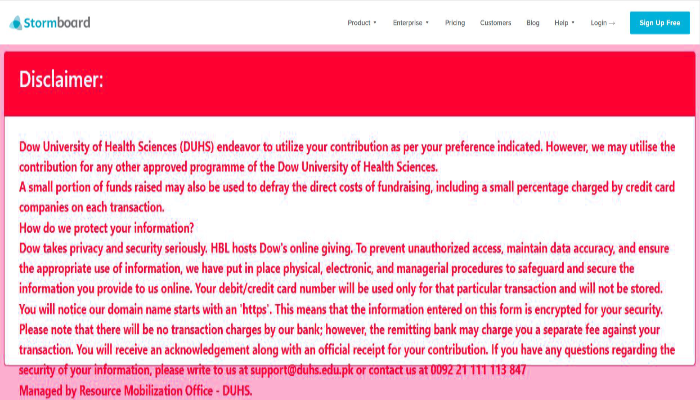 Stormboard
Product Enterprise Pricing Customers Blog Help Login → Sign Up Free
Disclaimer:
Dow University of Health Sciences (DUHS) endeavor to utilize your contribution as per your preference indicated. However, we may utilise the
contribution for any other approved programme of the Dow University of Health Sciences.
A small portion of funds raised may also be used to defray the direct costs of fundraising, including a small percentage charged by credit card
companies on each transaction.
How do we protect your information?
Dow takes privacy and security seriously. HBL hosts Dow's online giving. To prevent unauthorized access, maintain data accuracy, and ensure
the appropriate use of information, we have put in place physical, electronic, and managerial procedures to safeguard and secure the
information you provide to us online. Your debit/credit card number will be used only for that particular transaction and will not be stored.
You will notice our domain name starts with an 'https'. This means that the information entered on this form is encrypted for your security.
Please note that there will be no transaction charges by our bank; however, the remitting bank may charge you a separate fee against your
transaction. You will receive an acknowledgement along with an official receipt for your contribution. If you have any questions regarding the
security of your information, please write to us at support@duhs.edu.pk or contact us at 0092 21 111 113 847
Managed by Resource Mobilization Office - DUHS.